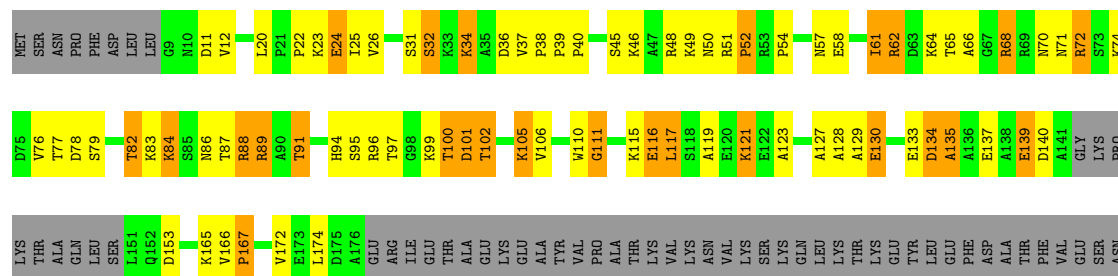 MET SER ASN PRO PHE ASP LEU LEU G9 N10 D11 V12 L20 P21 P22 K23 E24 I25 V26 S31 S32 K33 K34 A35 D36 V37 P38 P39 P40 S45 K46 A47 R48 K49 N50 R51 P52 R53 P54 N57 E58 I61 R62 D63 K64 T65 A66 G67 R68 R69 N70 N71 R72 S73 K74
D75 V76 T77 D78 S79 T82 K83 K84 S85 N86 T87 R88 R89 A90 T91 H94 S95 R96 T97 G98 K99 T100 D101 T102 K105 V106 W110 G111 K115 E116 L117 S118 A119 E120 K121 E122 A123 A127 A128 A129 E130 E133 D134 A135 A136 E137 A138 E139 D140 A141 GLY LYS PRO
LYS THR ALA GLN LEU SER L151 Q152 D153 K165 V166 P167 V172 E173 L174 D175 A176 GLU ARG ILE GLU THR ALA GLU LYS GLU ALA TYR VAL PRO ALA THR LYS VAL LYS ASN VAL LYS SER LYS GLN LEU LYS THR LYS GLU TYR LEU GLU PHE ASP ALA THR PHE VAL GLU SER ASN